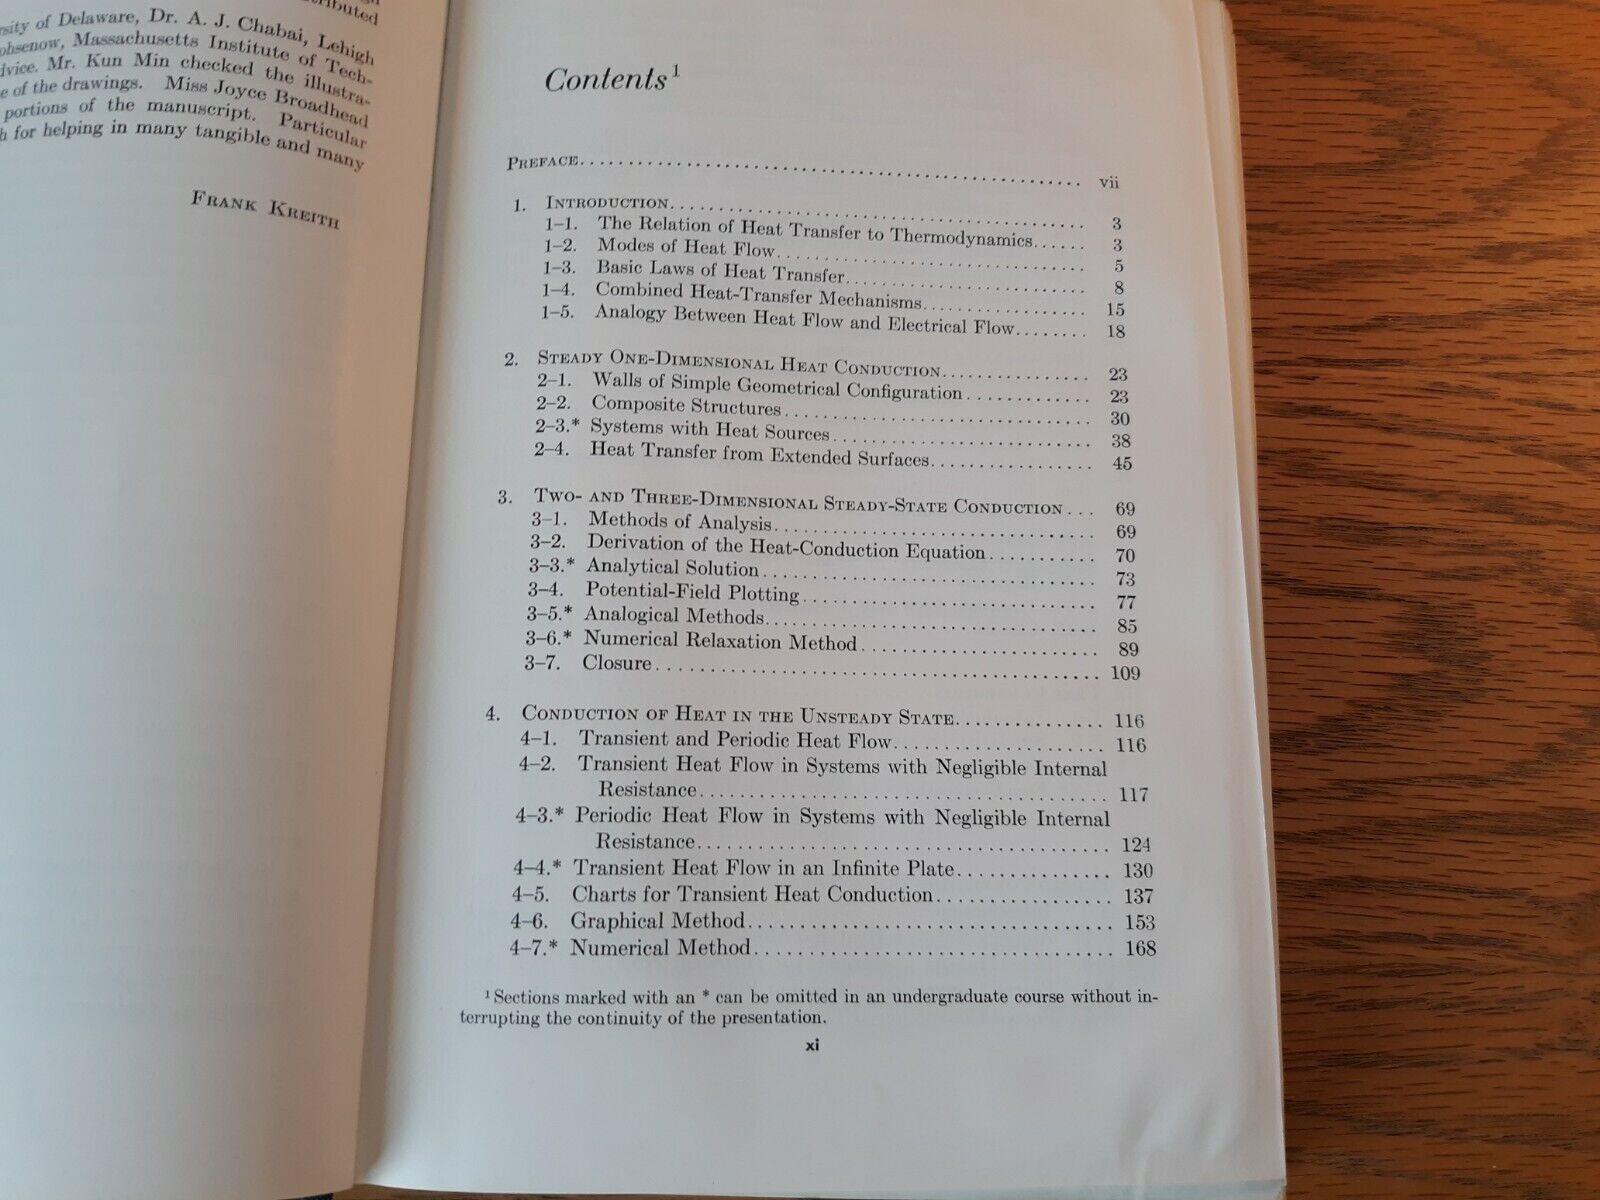 tributed
rsity of Delaware, Dr. A. J. Chabai, Lehigh
ohsenow, Massachusetts Institute of Tech-
dvice. Mr. Kun Min checked the illustra-
e of the drawings. Miss Joyce Broadhead
portions of the manuscript. Particular
h for helping in many tangible and many
Frank Kreith
Contents¹
Preface vii
1. Introduction 3
1–1. The Relation of Heat Transfer to Thermodynamics 3
1–2. Modes of Heat Flow 5
1–3. Basic Laws of Heat Transfer 8
1–4. Combined Heat-Transfer Mechanisms 15
1–5. Analogy Between Heat Flow and Electrical Flow 18
2. Steady One-Dimensional Heat Conduction 23
2–1. Walls of Simple Geometrical Configuration 23
2–2. Composite Structures 30
2–3.* Systems with Heat Sources 38
2–4. Heat Transfer from Extended Surfaces 45
3. Two- and Three-Dimensional Steady-State Conduction 69
3–1. Methods of Analysis 69
3–2. Derivation of the Heat-Conduction Equation 70
3–3.* Analytical Solution 73
3–4. Potential-Field Plotting 77
3–5.* Analogical Methods 85
3–6.* Numerical Relaxation Method 89
3–7. Closure 109
4. Conduction of Heat in the Unsteady State 116
4–1. Transient and Periodic Heat Flow 116
4–2. Transient Heat Flow in Systems with Negligible Internal
Resistance 117
4–3.* Periodic Heat Flow in Systems with Negligible Internal
Resistance 124
4–4.* Transient Heat Flow in an Infinite Plate 130
4–5. Charts for Transient Heat Conduction 137
4–6. Graphical Method 153
4–7.* Numerical Method 168
¹ Sections marked with an * can be omitted in an undergraduate course without in-
terrupting the continuity of the presentation.
xi